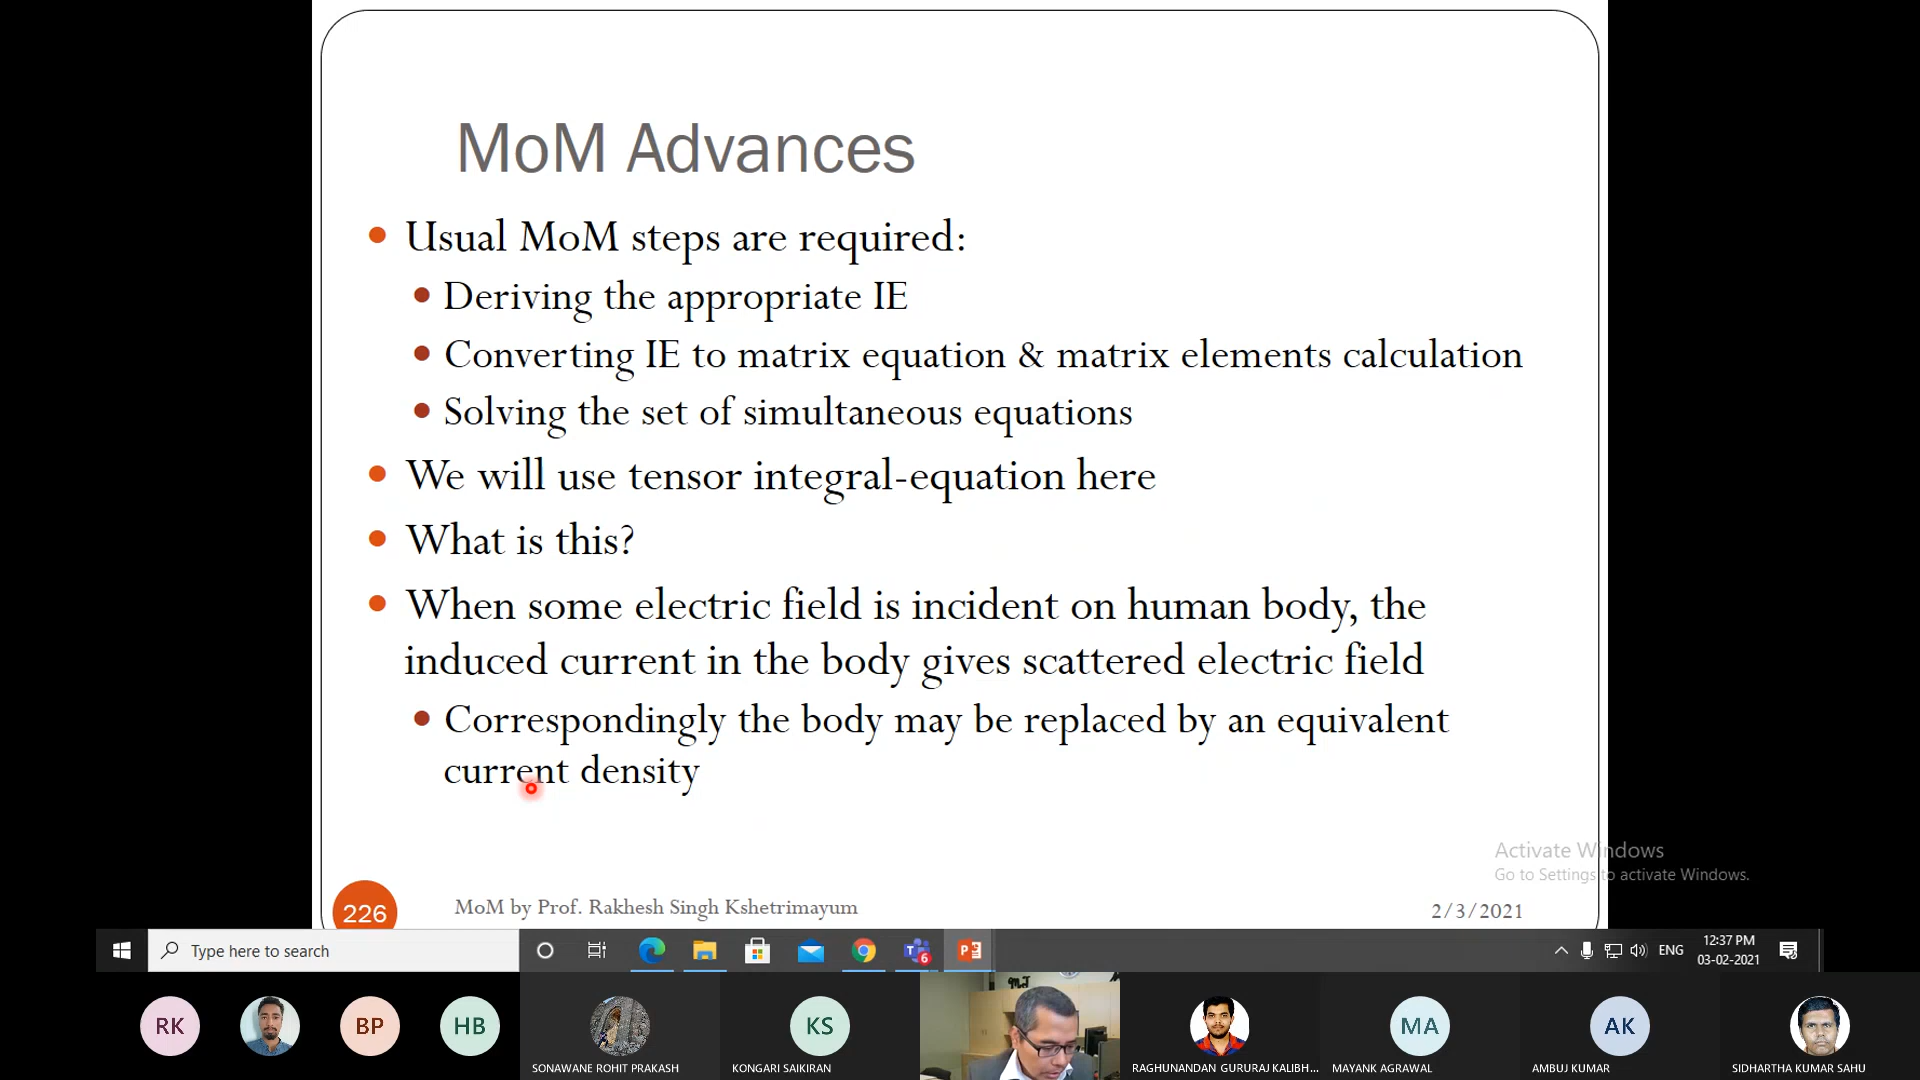 MoM Advances
Usual MoM steps are required:
Deriving the appropriate IE
Converting IE to matrix equation & matrix elements calculation
Solving the set of simultaneous equations
We will use tensor integral-equation here
What is this?
When some electric field is incident on human body, the
induced current in the body gives scattered electric field
Correspondingly the body may be replaced by an equivalent
current density
Activate Windows
Go to Settings to activate Windows.
226
MoM by Prof. Rakhesh Singh Kshetrimayum
2/3/2021
Type here to search
6
ENG
12:37 PM
03-02-2021
RK
BP
HB
KS
MA
AK
SONAWANE ROHIT PRAKASH
KONGARI SAIKIRAN
RAGHUNANDAN GURURAJ KALIBH...
MAYANK AGRAWAL
AMBUJ KUMAR
SIDHARTHA KUMAR SAHU